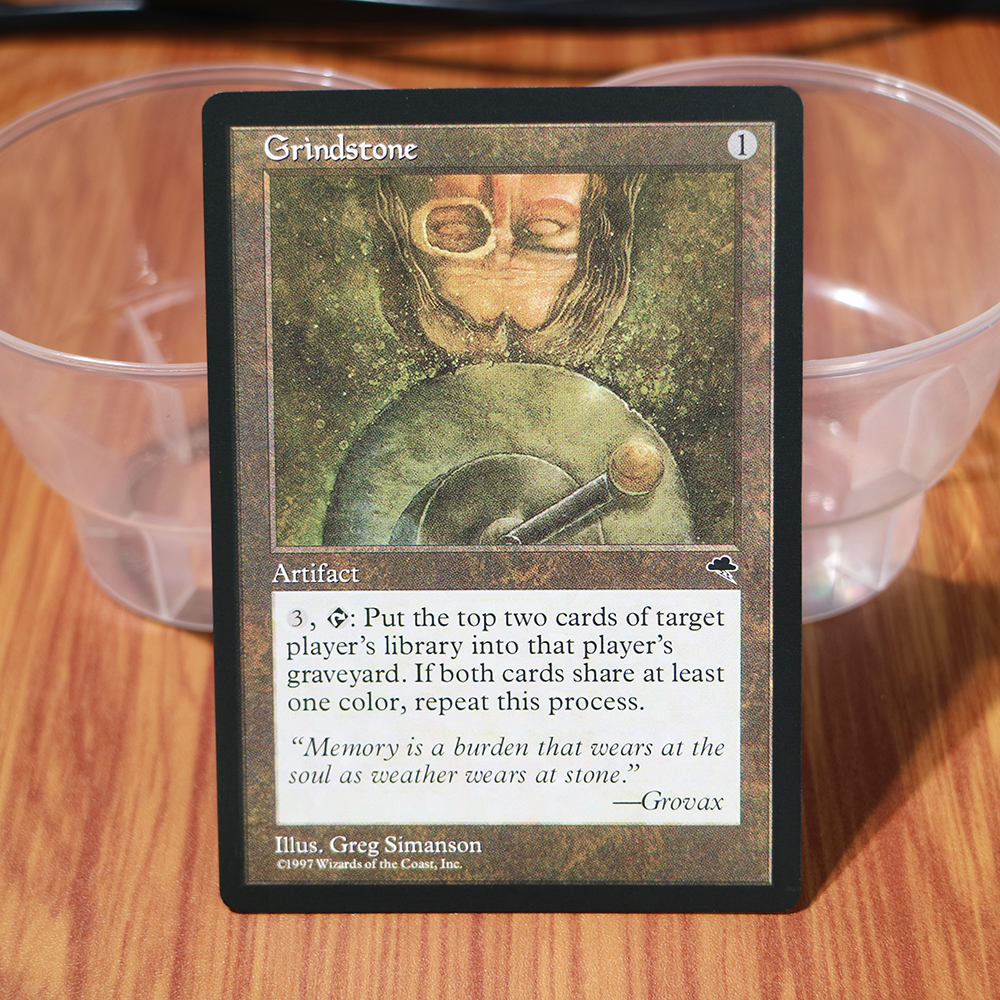 Grindstone
1
Artifact
3, : Put the top two cards of target
player's library into that player's
graveyard. If both cards share at least
one color, repeat this process.
“Memory is a burden that wears at the
soul as weather wears at stone.”
—Grovax
Illus. Greg Simanson
©1997 Wizards of the Coast, Inc.